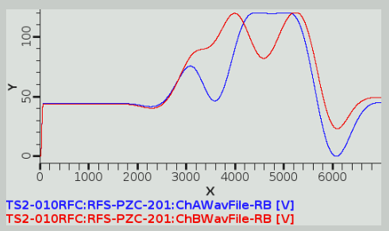 100
50
0
Y
0 1000 2000 3000 4000 5000 6000
X
TS2-010RFC:RFS-PZC-201:ChAWavFile-RB [V]
TS2-010RFC:RFS-PZC-201:ChBWavFile-RB [V]